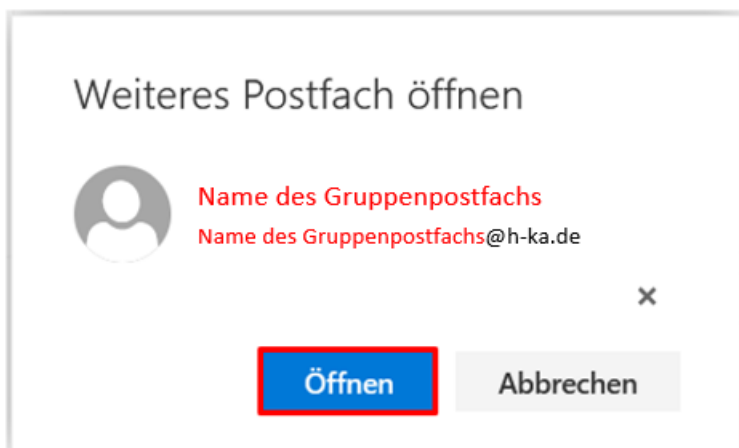 Weiteres Postfach öffnen
Name des Gruppenpostfachs
Name des Gruppenpostfachs@h-ka.de
Öffnen Abbrechen